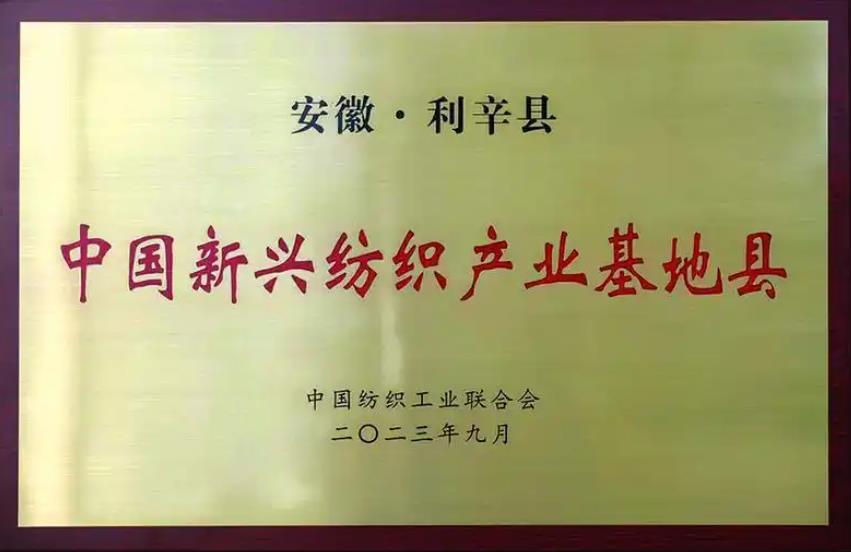 安徽·利辛县
中国新兴纺织产业基地县
中国纺织工业联合会
二〇二三年九月